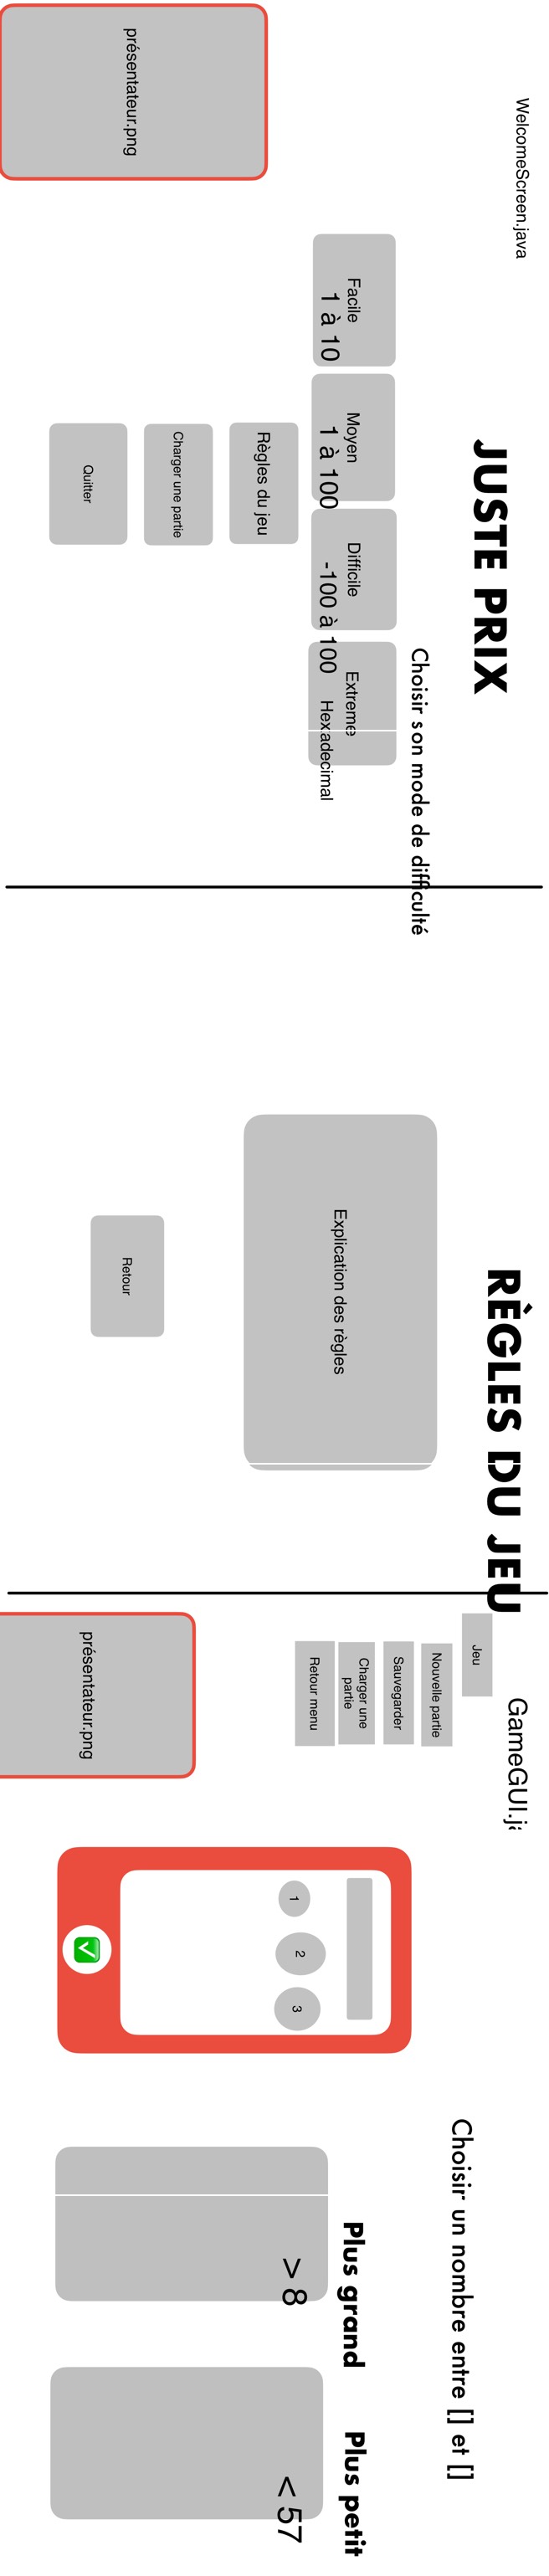 WelcomeScreen.java
JUSTE PRIX
Choisir son mode de difficulté
Facile
1 à 10
Moyen
1 à 100
Difficile
-100 à 100
Extreme
Hexadecimal
Règles du jeu
Charger une partie
Quitter
présentateur.png
RÈGLES DU JEU
Explication des règles
Retour
GameGUI.ja
Jeu
Nouvelle partie
Sauvegarder
Charger une
partie
Retour menu
présentateur.png
Choisir un nombre entre [] et []
1
2
3
Plus grand
> 8
Plus petit
< 57